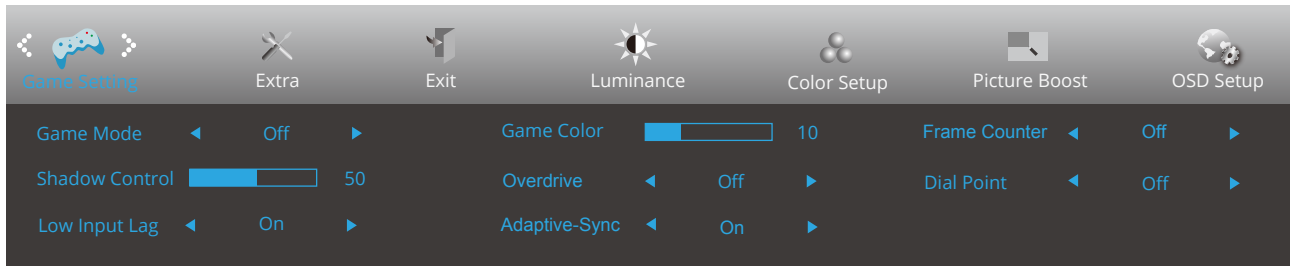 Game Setting Extra Exit Luminance Color Setup Picture Boost OSD Setup
Game Mode Off Game Color 10 Frame Counter Off
Shadow Control 50 Overdrive Off Dial Point Off
Low Input Lag On Adaptive-Sync On